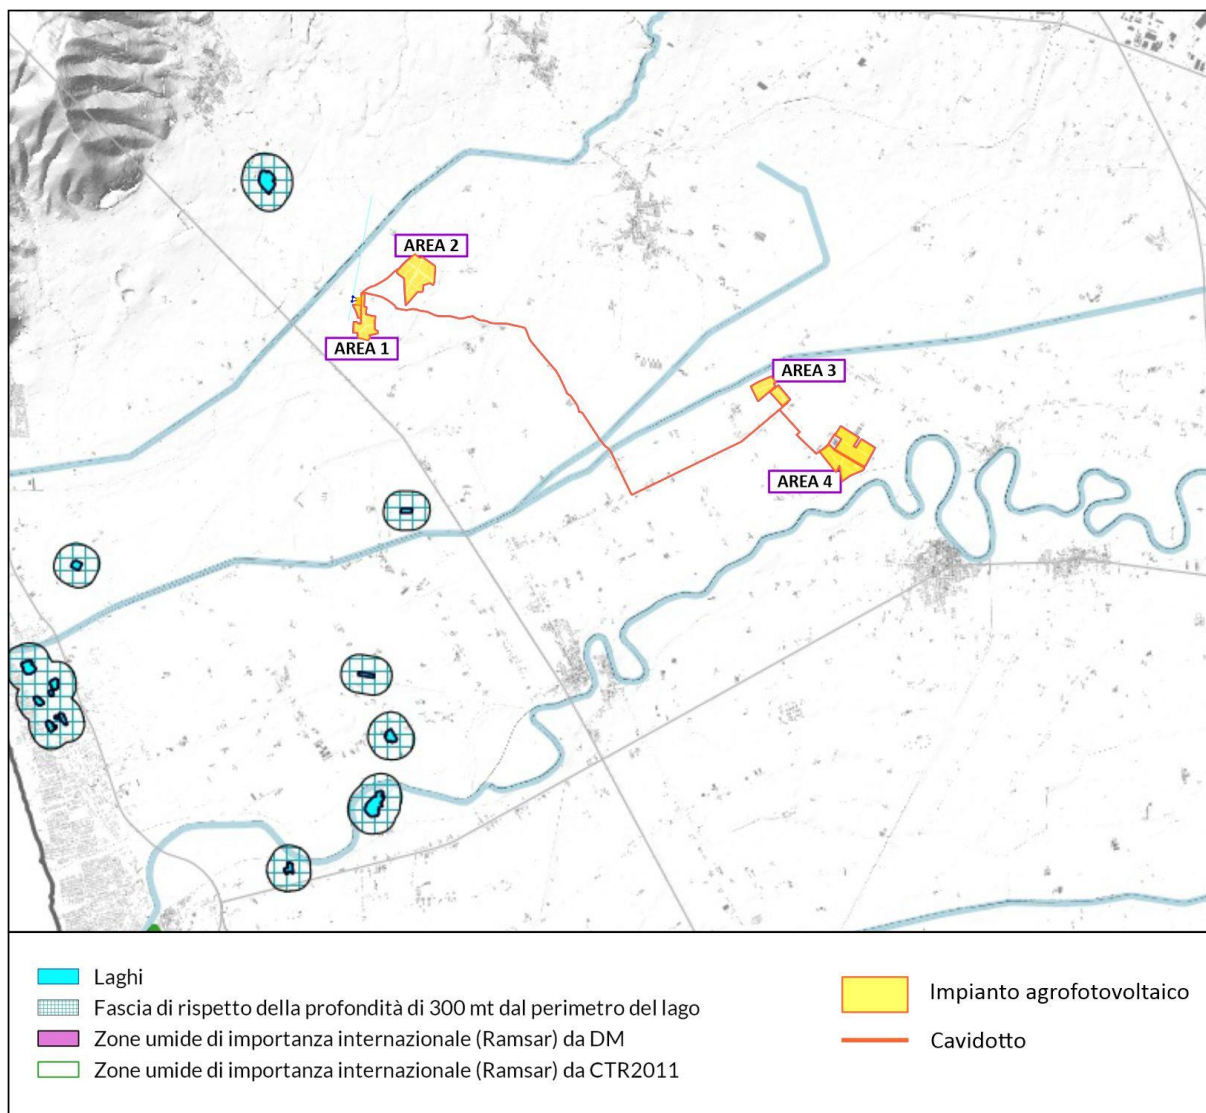 AREA 2
AREA 1
AREA 3
AREA 4
Laghi
Fascia di rispetto della profondità di 300 mt dal perimetro del lago
Zone umide di importanza internazionale (Ramsar) da DM
Zone umide di importanza internazionale (Ramsar) da CTR2011
Impianto agrofotovoltaico
Cavidotto